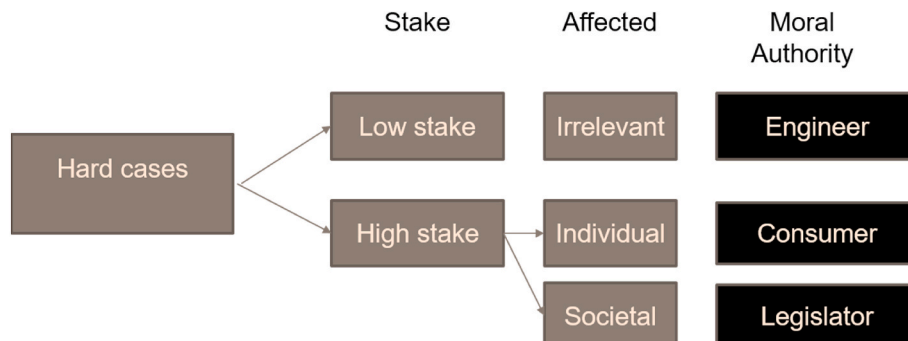 Stake
Affected
Moral
Authority
Hard cases
Low stake
Irrelevant
Engineer
High stake
Individual
Consumer
Societal
Legislator